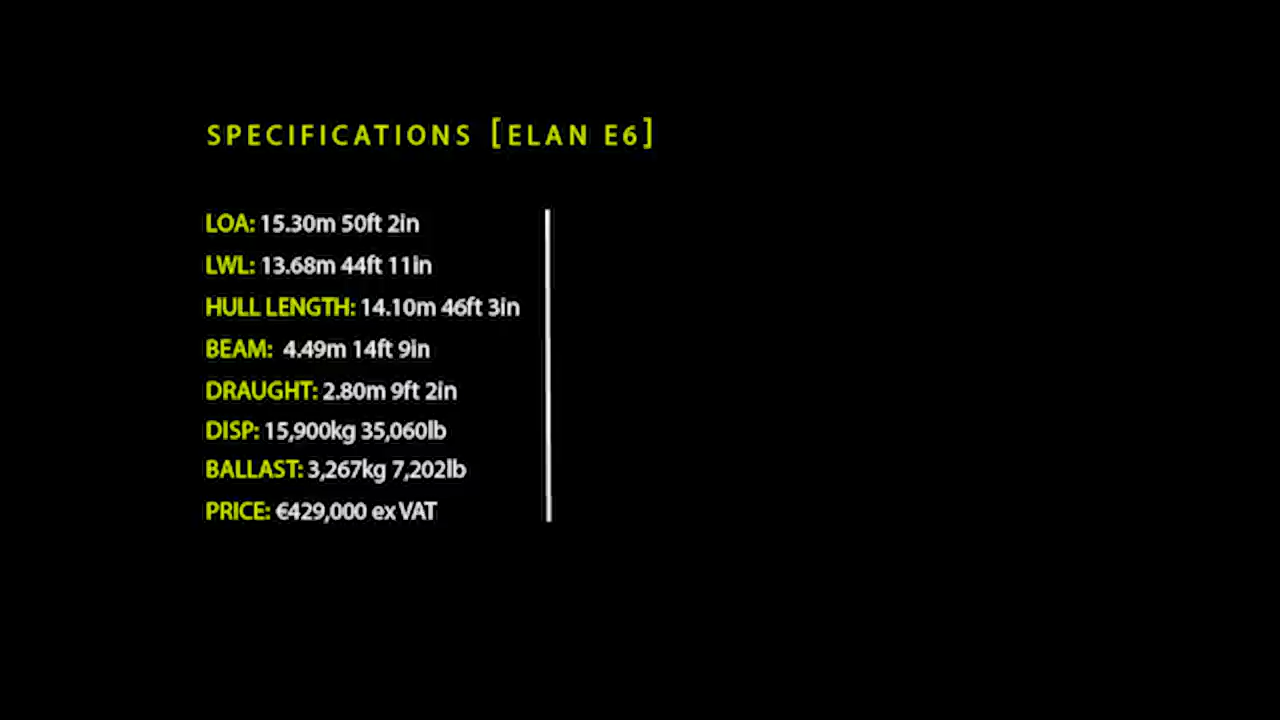 SPECIFICATIONS [ELAN E6]
LOA: 15.30m 50ft 2in
LWL: 13.68m 44ft 11in
HULL LENGTH: 14.10m 46ft 3in
BEAM: 4.49m 14ft 9in
DRAUGHT: 2.80m 9ft 2in
DISP: 15,900kg 35,060lb
BALLAST: 3,267kg 7,202lb
PRICE: €429,000 ex VAT